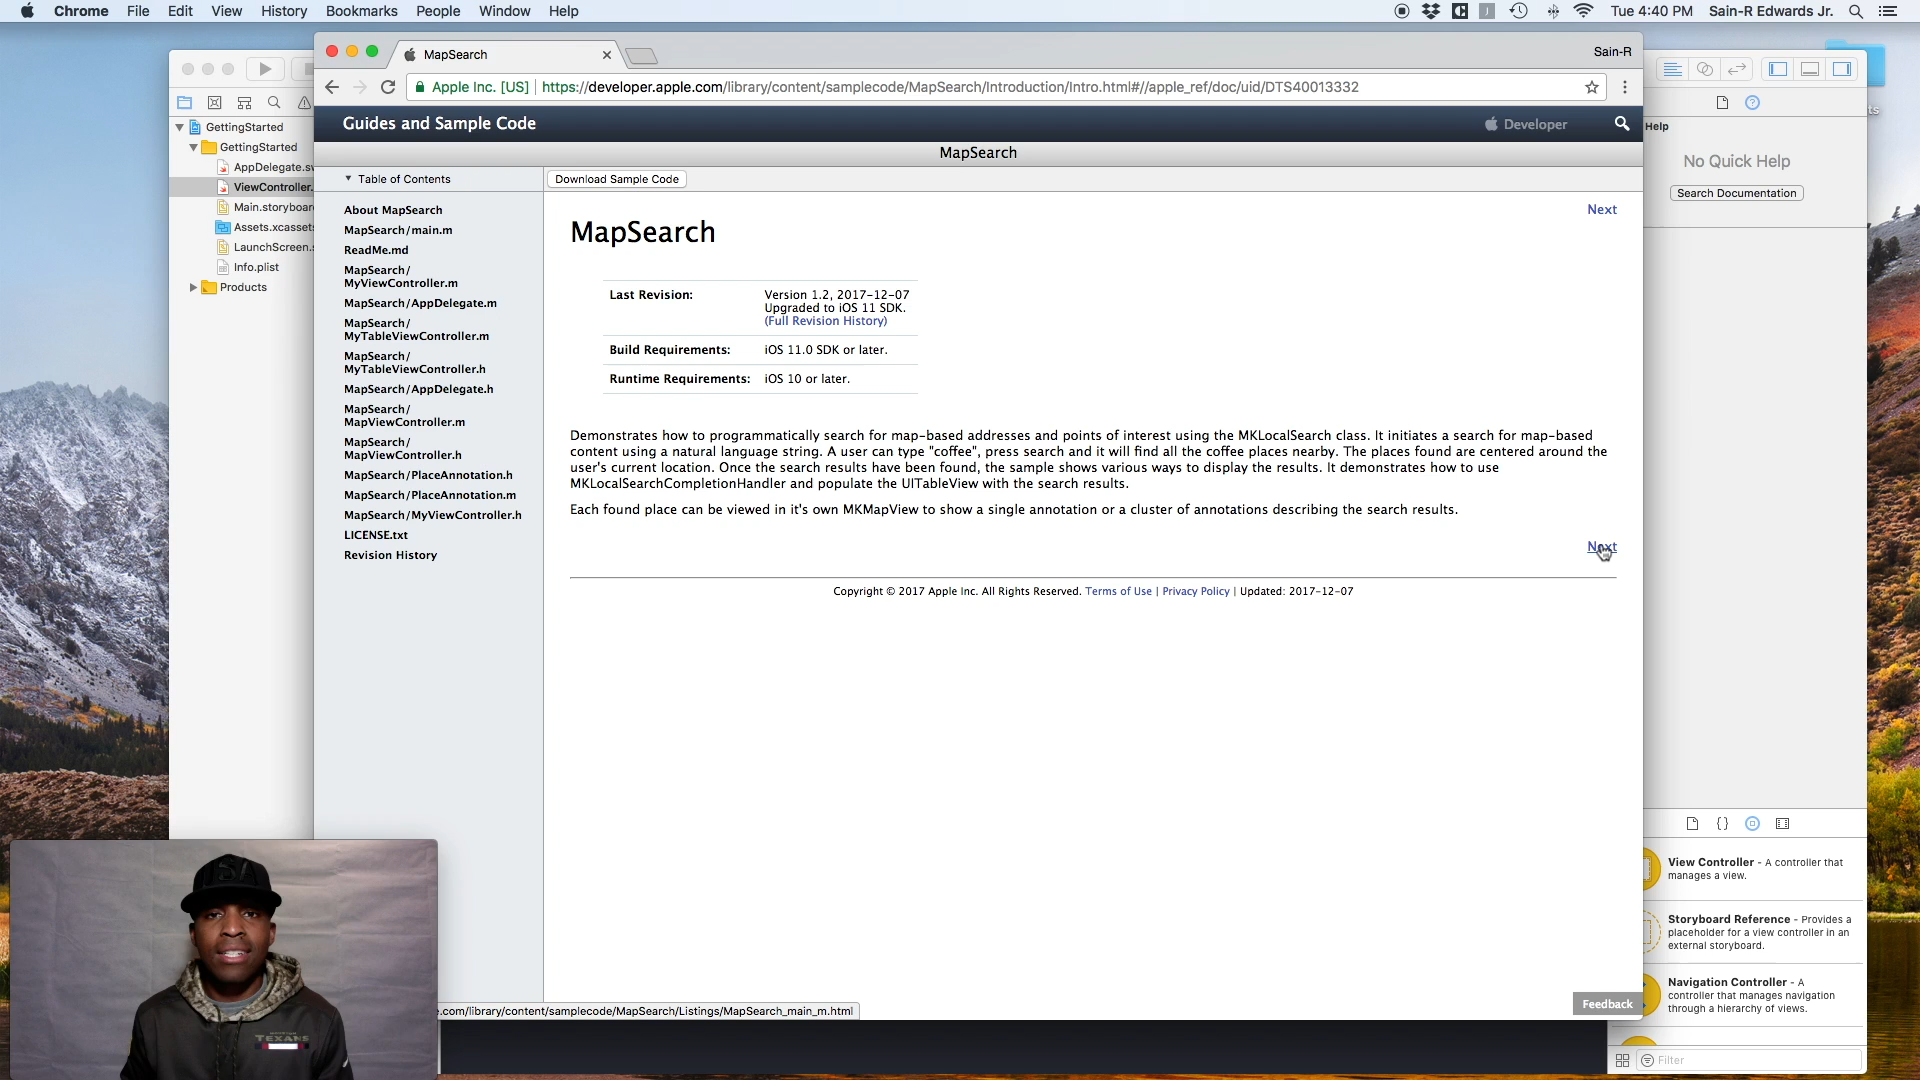 Chrome File Edit View History Bookmarks People Window Help
Tue 4:40 PM Sain-R Edwards Jr.
MapSearch
Sain-R
Apple Inc. [US] https://developer.apple.com/library/content/samplecode/MapSearch/Introduction/Intro.html#//apple_ref/doc/uid/DTS40013332
Guides and Sample Code
Developer
MapSearch
Table of Contents
Download Sample Code
About MapSearch
MapSearch/main.m
ReadMe.md
MapSearch/
MyViewController.m
MapSearch/AppDelegate.m
MapSearch/
MyTableViewController.m
MapSearch/
MyTableViewController.h
MapSearch/AppDelegate.h
MapSearch/
MapViewController.m
MapSearch/
MapViewController.h
MapSearch/PlaceAnnotation.h
MapSearch/PlaceAnnotation.m
MapSearch/MyViewController.h
LICENSE.txt
Revision History
Next
MapSearch
Last Revision: Version 1.2, 2017-12-07
Upgraded to iOS 11 SDK.
(Full Revision History)
Build Requirements: iOS 11.0 SDK or later.
Runtime Requirements: iOS 10 or later.
Demonstrates how to programmatically search for map-based addresses and points of interest using the MKLocalSearch class. It initiates a search for map-based
content using a natural language string. A user can type "coffee", press search and it will find all the coffee places nearby. The places found are centered around the
user's current location. Once the search results have been found, the sample shows various ways to display the results. It demonstrates how to use
MKLocalSearchCompletionHandler and populate the UITableView with the search results.
Each found place can be viewed in it's own MKMapView to show a single annotation or a cluster of annotations describing the search results.
Next
Copyright © 2017 Apple Inc. All Rights Reserved. Terms of Use | Privacy Policy | Updated: 2017-12-07
Feedback
e.com/library/content/samplecode/MapSearch/Listings/MapSearch_main_m.html
GettingStarted
GettingStarted
AppDelegate.sw
ViewController.
Main.storyboar
Assets.xcasset
LaunchScreen.
Info.plist
Products
Help
No Quick Help
Search Documentation
View Controller - A controller that
manages a view.
Storyboard Reference - Provides a
placeholder for a view controller in an
external storyboard.
Navigation Controller - A
controller that manages navigation
through a hierarchy of views.
Filter
TEXANS